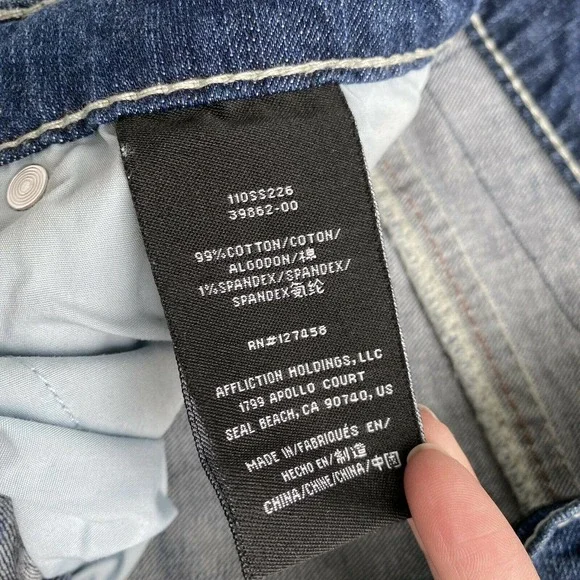 110SS226
39862-00
99%COTTON/COTON/
ALGODON/棉
1%SPANDEX/SPANDEX/
SPANDEX氨纶
RN#127458
AFFLICTION HOLDINGS, LLC
1799 APOLLO COURT
SEAL BEACH, CA 90740, US
MADE IN/FABRIQUÉS EN/
HECHO EN/制造
CHINA/CHINE/CHINA/中国